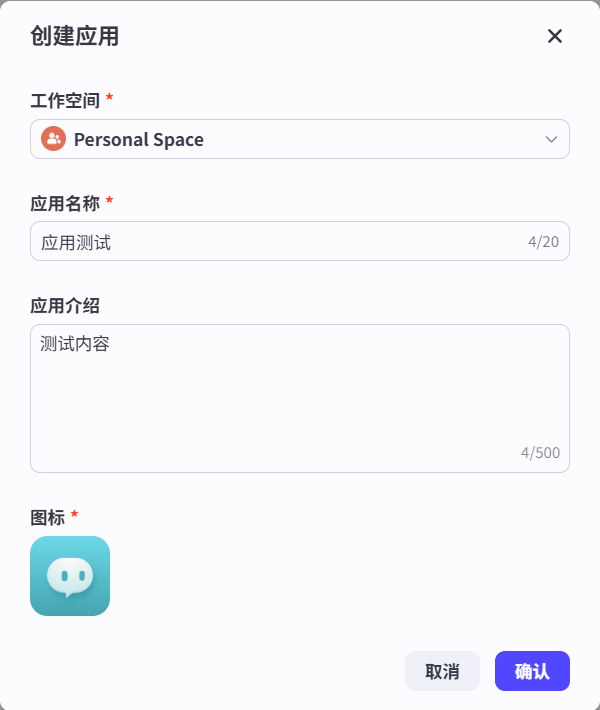 创建应用
工作空间 *
Personal Space
应用名称 *
应用测试 4/20
应用介绍
测试内容
4/500
图标 *
取消 确认